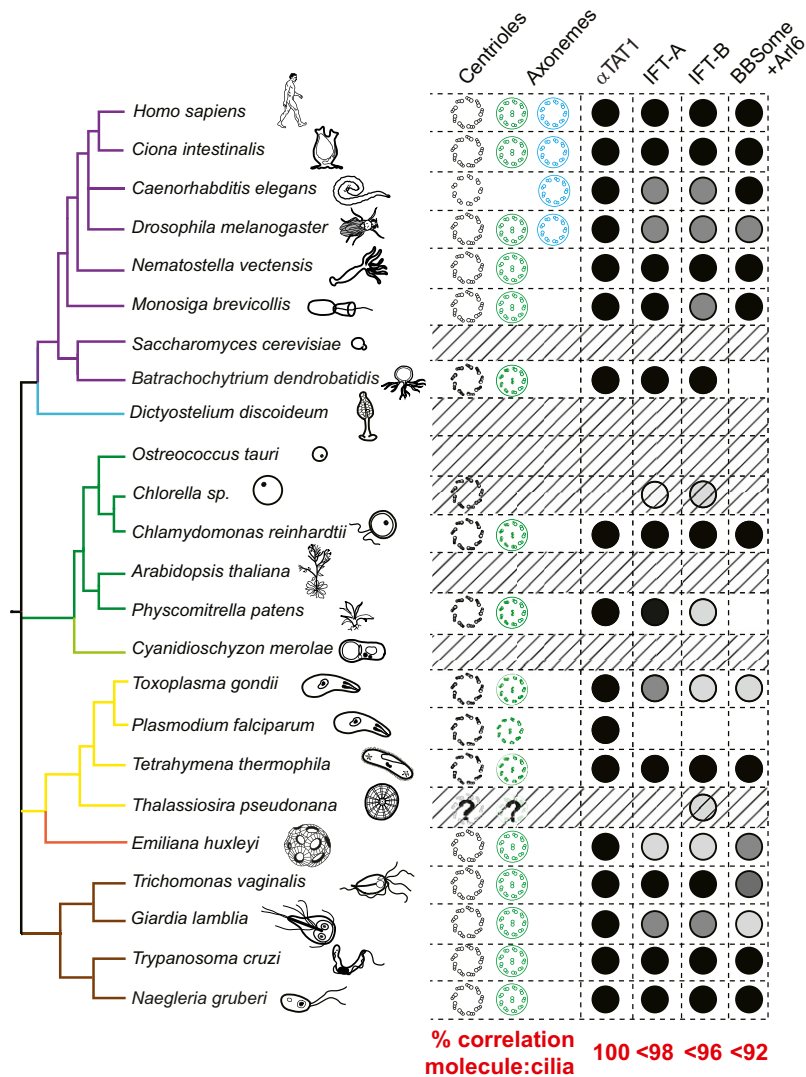 Centrioles
Axonemes
αTAT1
IFT-A
IFT-B
BBSome
+Arl6
Homo sapiens
Ciona intestinalis
Caenorhabditis elegans
Drosophila melanogaster
Nematostella vectensis
Monosiga brevicollis
Saccharomyces cerevisiae
Batrachochytrium dendrobatidis
Dictyostelium discoideum
Ostreococcus tauri
Chlorella sp.
Chlamydomonas reinhardtii
Arabidopsis thaliana
Physcomitrella patens
Cyanidioschyzon merolae
Toxoplasma gondii
Plasmodium falciparum
Tetrahymena thermophila
Thalassiosira pseudonana ? ?
Emiliana huxleyi
Trichomonas vaginalis
Giardia lamblia
Trypanosoma cruzi
Naegleria gruberi
% correlation
molecule:cilia 100 <98 <96 <92